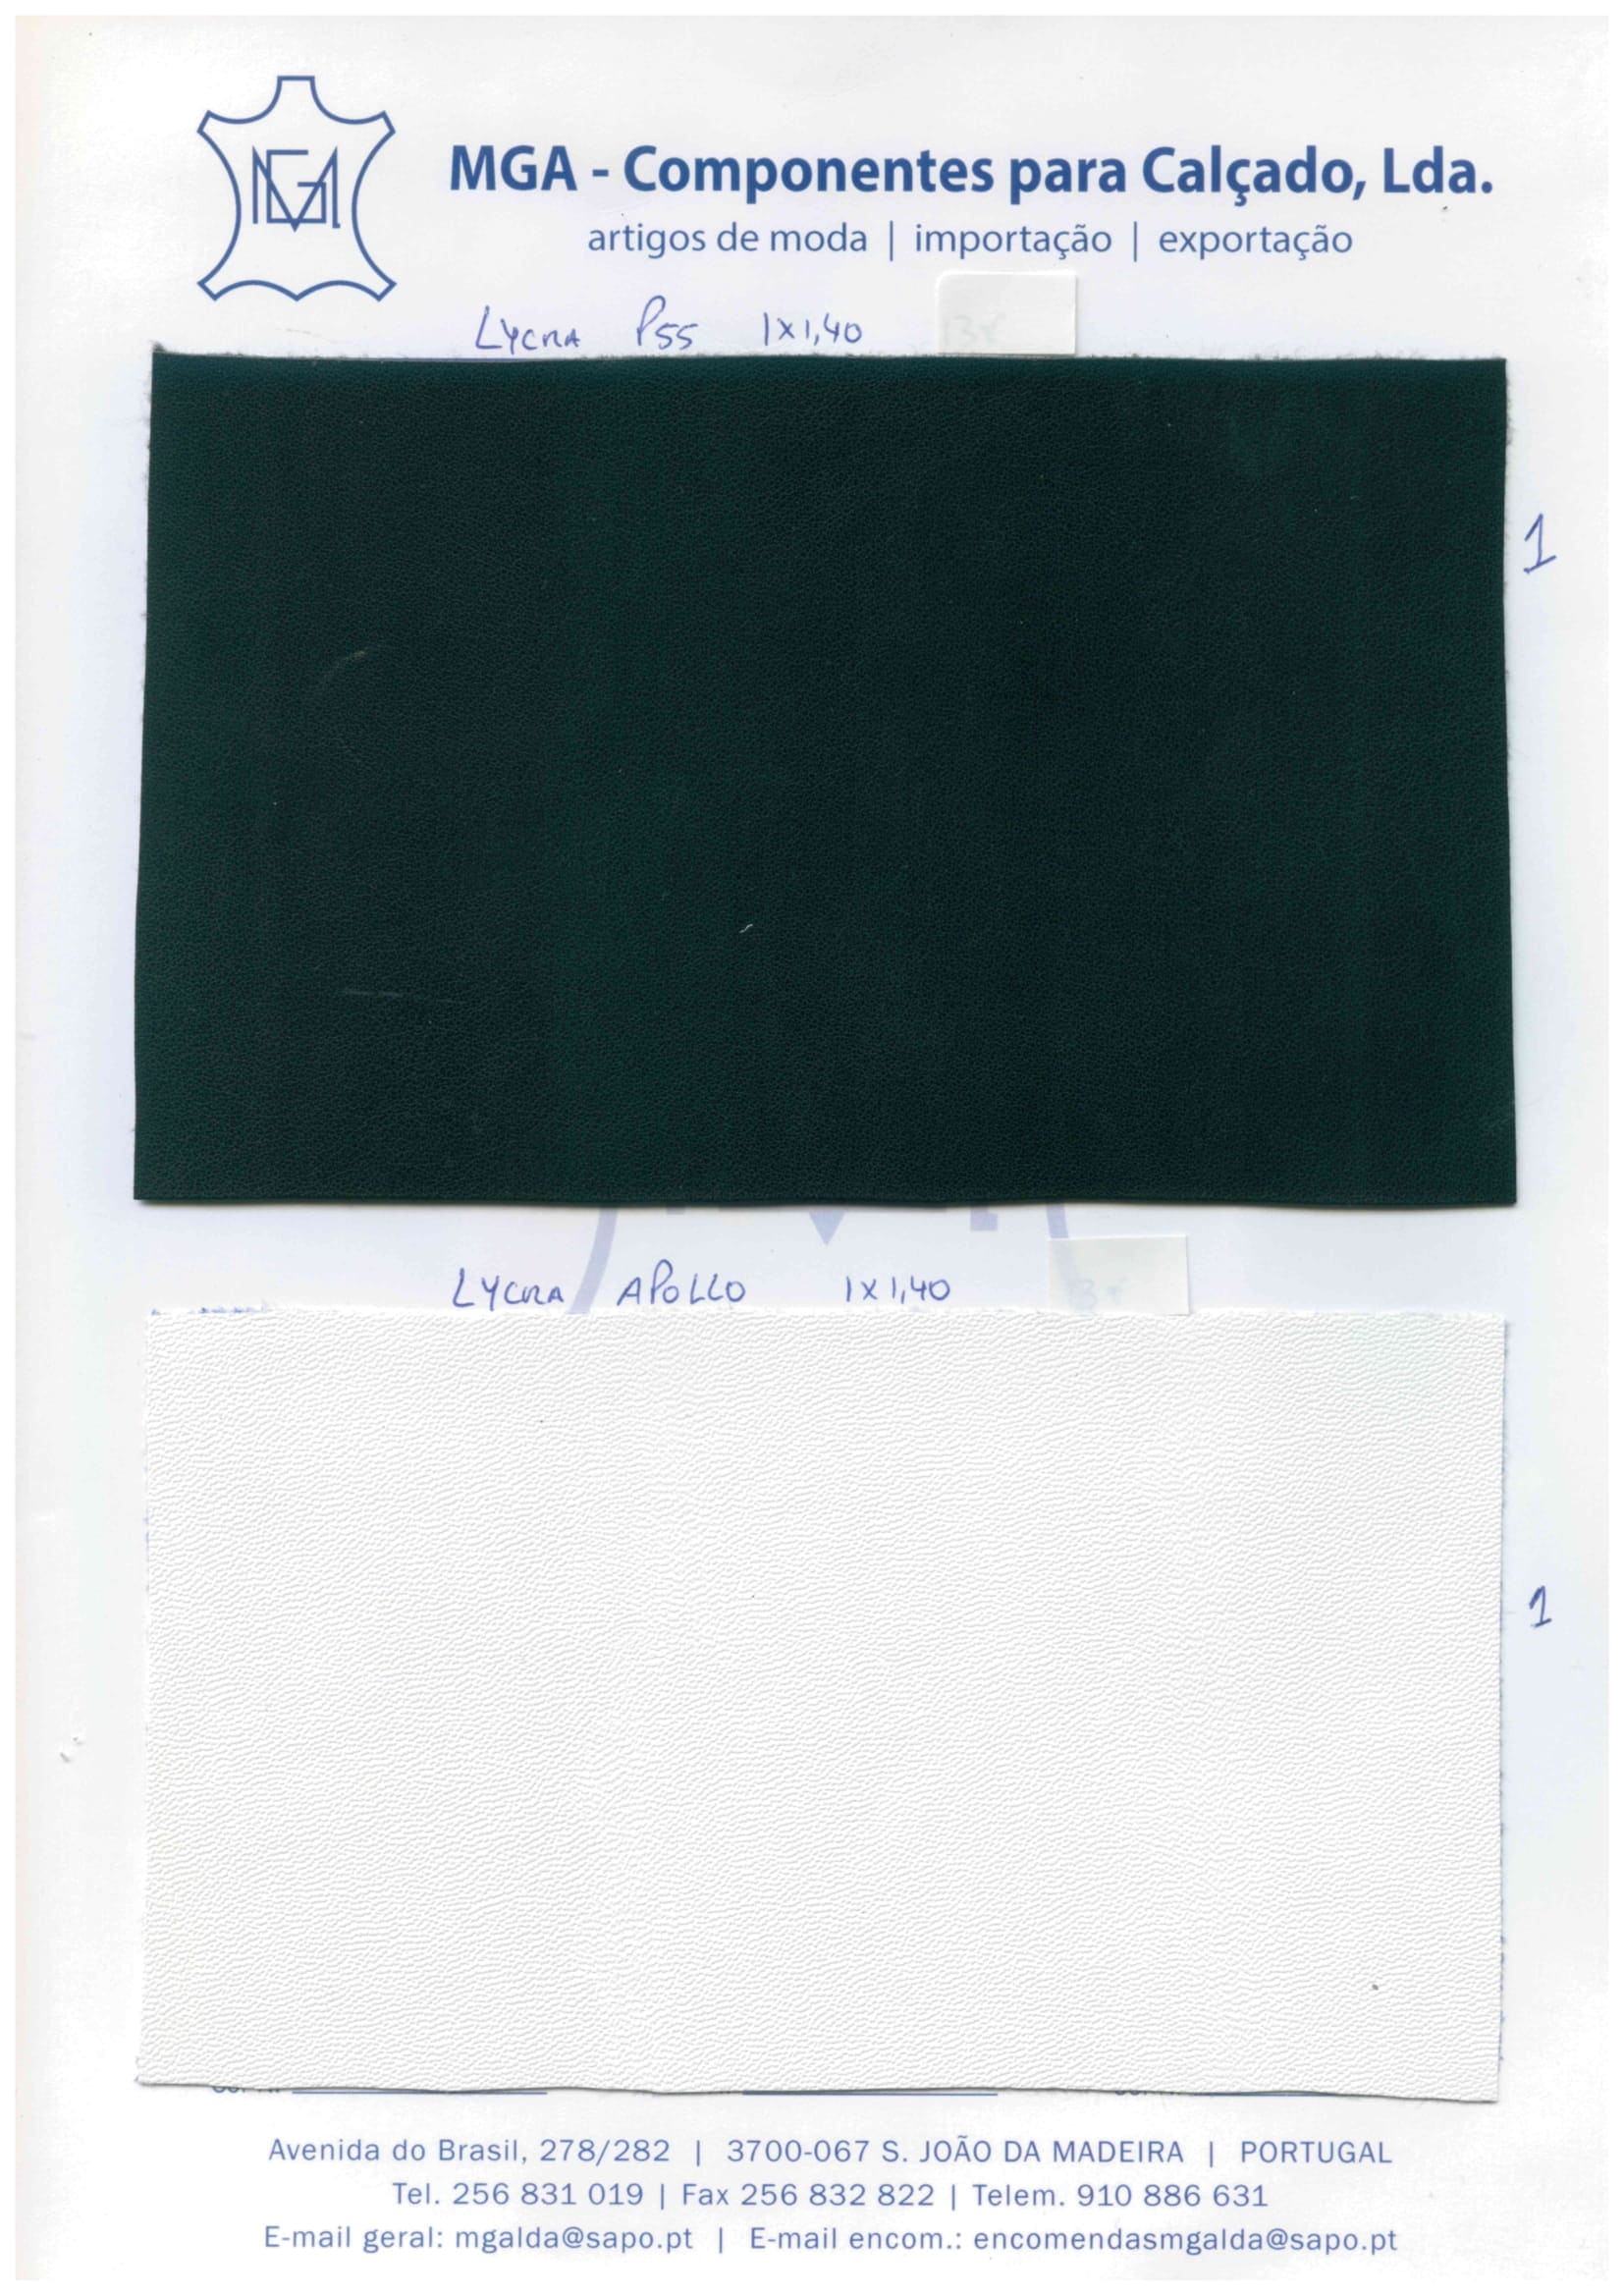 MGA
MGA - Componentes para Calçado, Lda.
artigos de moda | importação | exportação
LYCRA P55 1x1,40
1
LYCRA APOLLO 1x1,40
1
Avenida do Brasil, 278/282 | 3700-067 S. JOÃO DA MADEIRA | PORTUGAL
Tel. 256 831 019 | Fax 256 832 822 | Telem. 910 886 631
E-mail geral: mgalda@sapo.pt | E-mail encom.: encomendasmgalda@sapo.pt